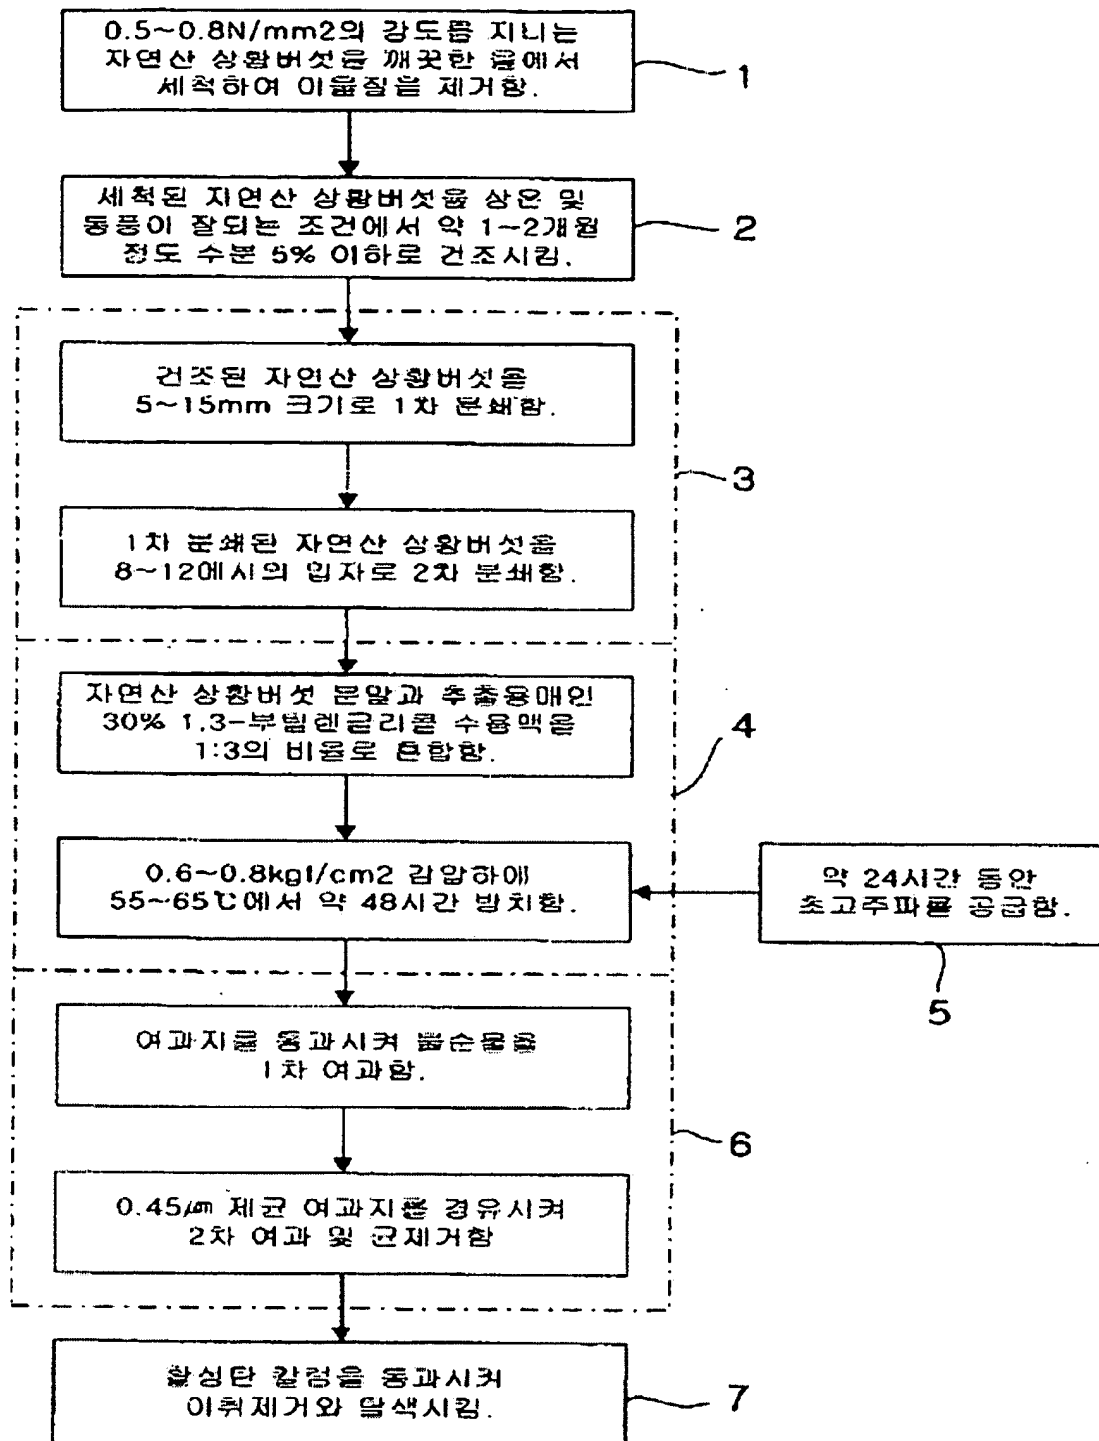 0.5~0.8N/mm2의 강도를 지니는
자연산 상황버섯을 깨끗한 물에서
세척하여 이물질을 제거함.
1
세척된 자연산 상황버섯을 상온 및
통풍이 잘되는 조건에서 약 1~2개월
정도 수분 5% 이하로 건조시킴.
2
건조된 자연산 상황버섯을
5~15mm 크기로 1차 분쇄함.
3
1차 분쇄된 자연산 상황버섯을
8~12메시의 입자로 2차 분쇄함.
자연산 상황버섯 분말과 추출용매인
30% 1.3-부틸렌글리콜 수용액을
1:3의 비율로 혼합함.
4
0.6~0.8kgf/cm2 감압하에
55~65℃에서 약 48시간 방치함.
약 24시간 동안
초고주파를 공급함.
5
여과지를 통과시켜 불순물을
1차 여과함.
6
0.45㎛ 제균 여과지를 경유시켜
2차 여과 및 균제거함
활성탄 칼럼을 통과시켜
이취제거와 탈색시킴.
7